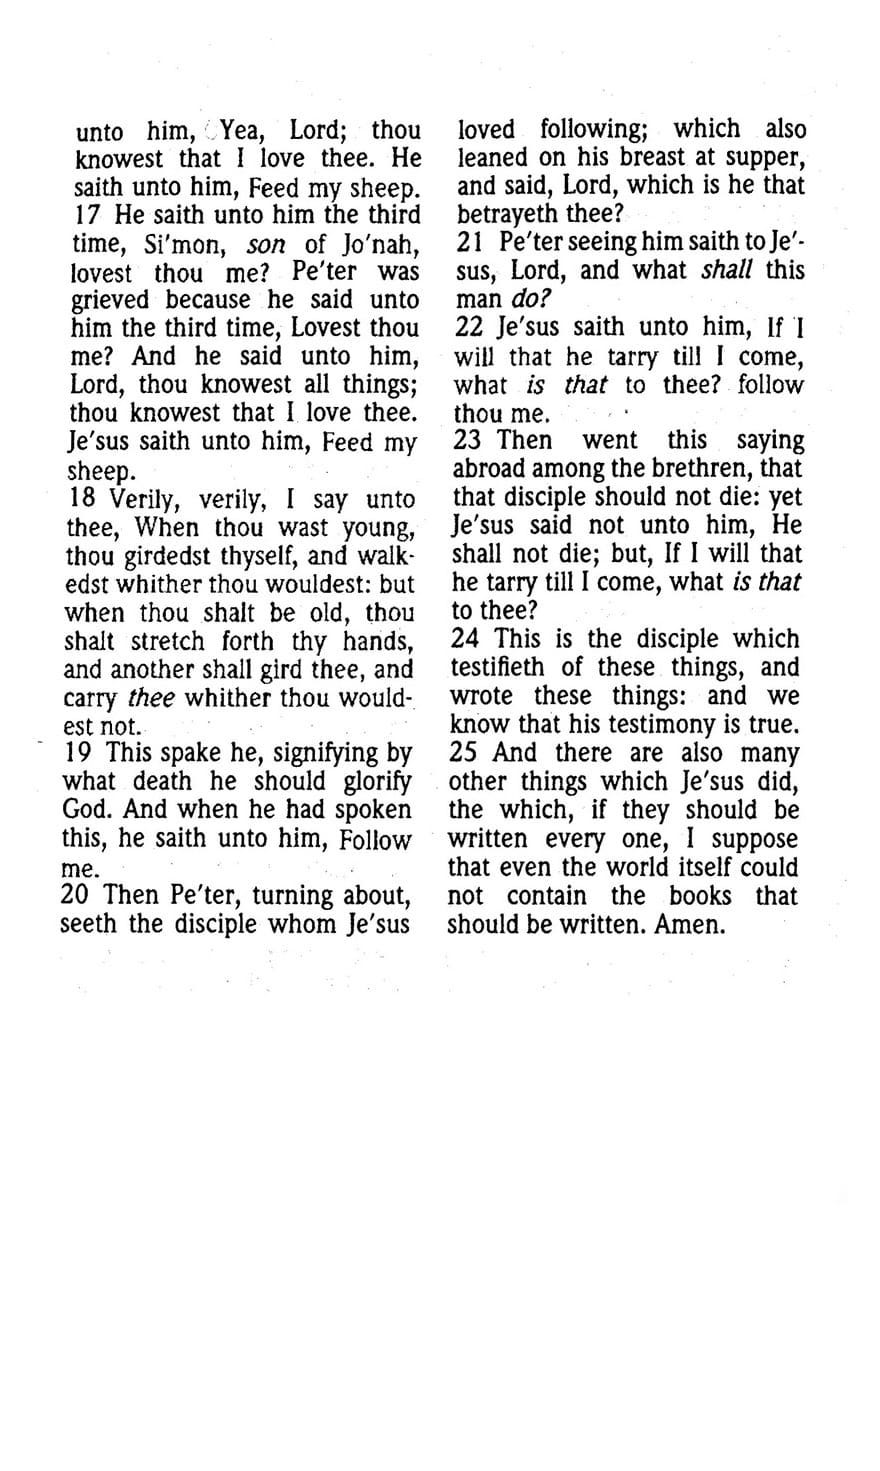 unto him, Yea, Lord; thou
knowest that I love thee. He
saith unto him, Feed my sheep.
17 He saith unto him the third
time, Si'mon, son of Jo'nah,
lovest thou me? Pe'ter was
grieved because he said unto
him the third time, Lovest thou
me? And he said unto him,
Lord, thou knowest all things;
thou knowest that I love thee.
Je'sus saith unto him, Feed my
sheep.
18 Verily, verily, I say unto
thee, When thou wast young,
thou girdedst thyself, and walk-
edst whither thou wouldest: but
when thou shalt be old, thou
shalt stretch forth thy hands,
and another shall gird thee, and
carry thee whither thou would-
est not.
19 This spake he, signifying by
what death he should glorify
God. And when he had spoken
this, he saith unto him, Follow
me.
20 Then Pe'ter, turning about,
seeth the disciple whom Je'sus
loved following; which also
leaned on his breast at supper,
and said, Lord, which is he that
betrayeth thee?
21 Pe'ter seeing him saith to Je'-
sus, Lord, and what shall this
man do?
22 Je'sus saith unto him, If I
will that he tarry till I come,
what is that to thee? follow
thou me.
23 Then went this saying
abroad among the brethren, that
that disciple should not die: yet
Je'sus said not unto him, He
shall not die; but, If I will that
he tarry till I come, what is that
to thee?
24 This is the disciple which
testifieth of these things, and
wrote these things: and we
know that his testimony is true.
25 And there are also many
other things which Je'sus did,
the which, if they should be
written every one, I suppose
that even the world itself could
not contain the books that
should be written. Amen.